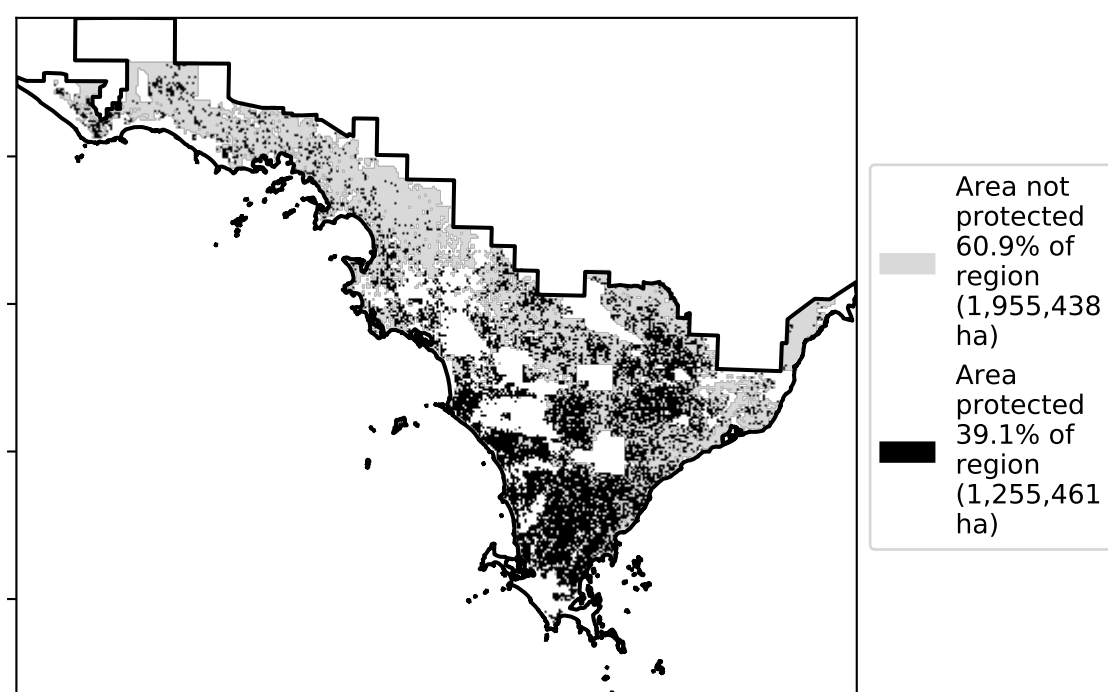 Area not
protected
60.9% of
region
(1,955,438
ha)
Area
protected
39.1% of
region
(1,255,461
ha)